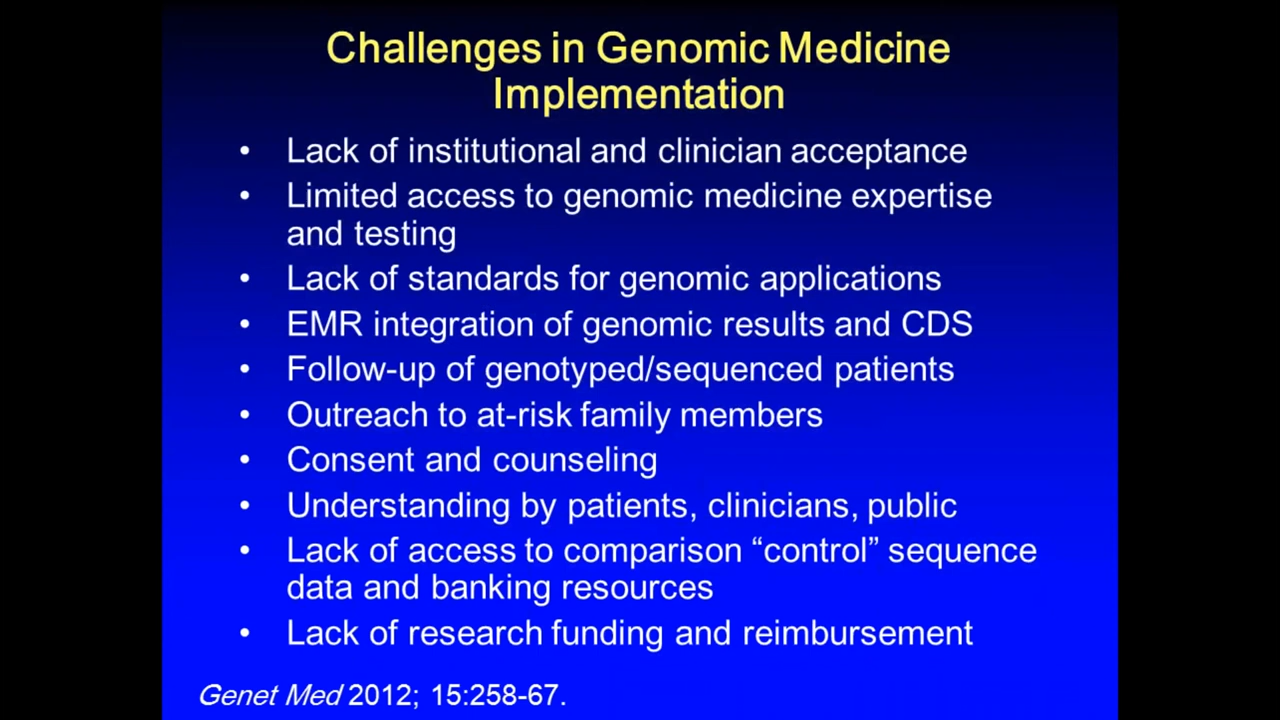 Challenges in Genomic Medicine
Implementation
• Lack of institutional and clinician acceptance
• Limited access to genomic medicine expertise
and testing
• Lack of standards for genomic applications
• EMR integration of genomic results and CDS
• Follow-up of genotyped/sequenced patients
• Outreach to at-risk family members
• Consent and counseling
• Understanding by patients, clinicians, public
• Lack of access to comparison “control” sequence
data and banking resources
• Lack of research funding and reimbursement
Genet Med 2012; 15:258-67.